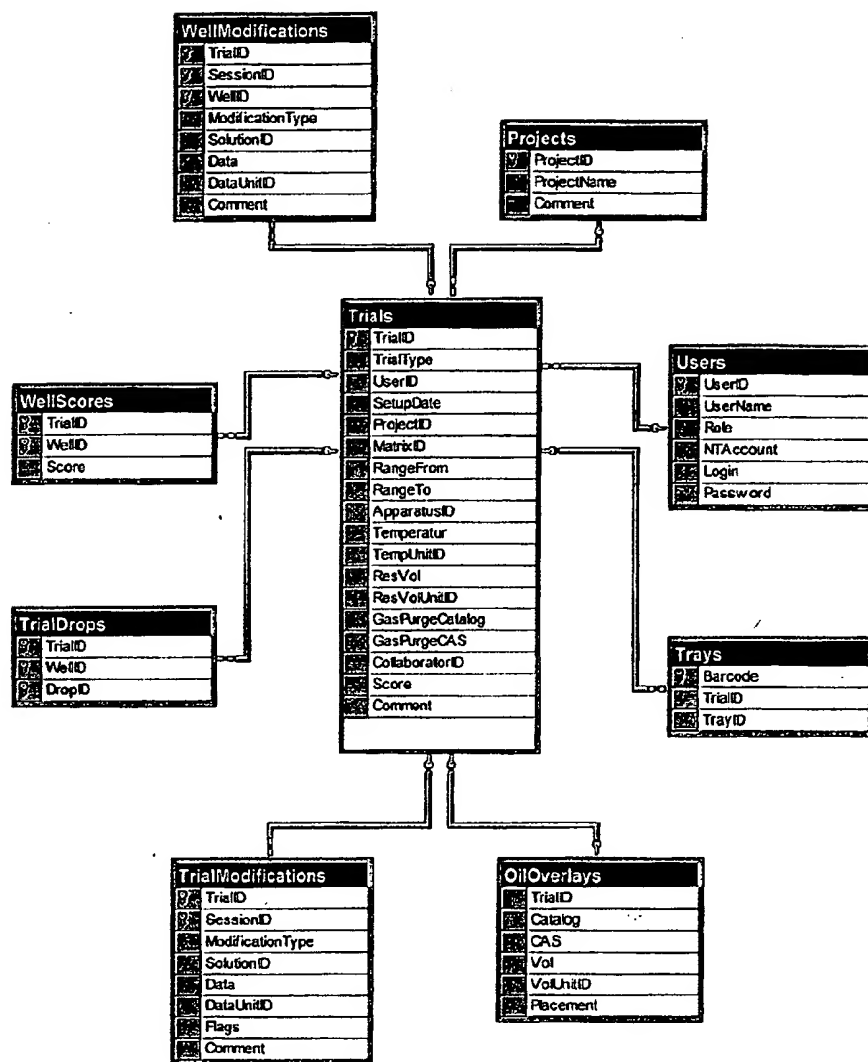 WellModifications
TrialID
SessionID
WellID
ModificationType
SolutionID
Data
DataUnitID
Comment
Projects
ProjectID
ProjectName
Comment
Trials
TrialID
TrialType
UserID
SetupDate
ProjectID
MatrixID
RangeFrom
RangeTo
ApparatusID
Temperatur
TempUnitID
ResVol
ResVolUnitID
GasPurgeCatalog
GasPurgeCAS
CollaboratorID
Score
Comment
Users
UserID
UserName
Role
NTAccount
Login
Password
WellScores
TrialID
WellID
Score
TrialDrops
TrialID
WellID
DropID
Trays
Barcode
TrialID
TrayID
TrialModifications
TrialID
SessionID
ModificationType
SolutionID
Data
DataUnitID
Flags
Comment
OilOverlays
TrialID
Catalog
CAS
Vol
VolUnitID
Placement